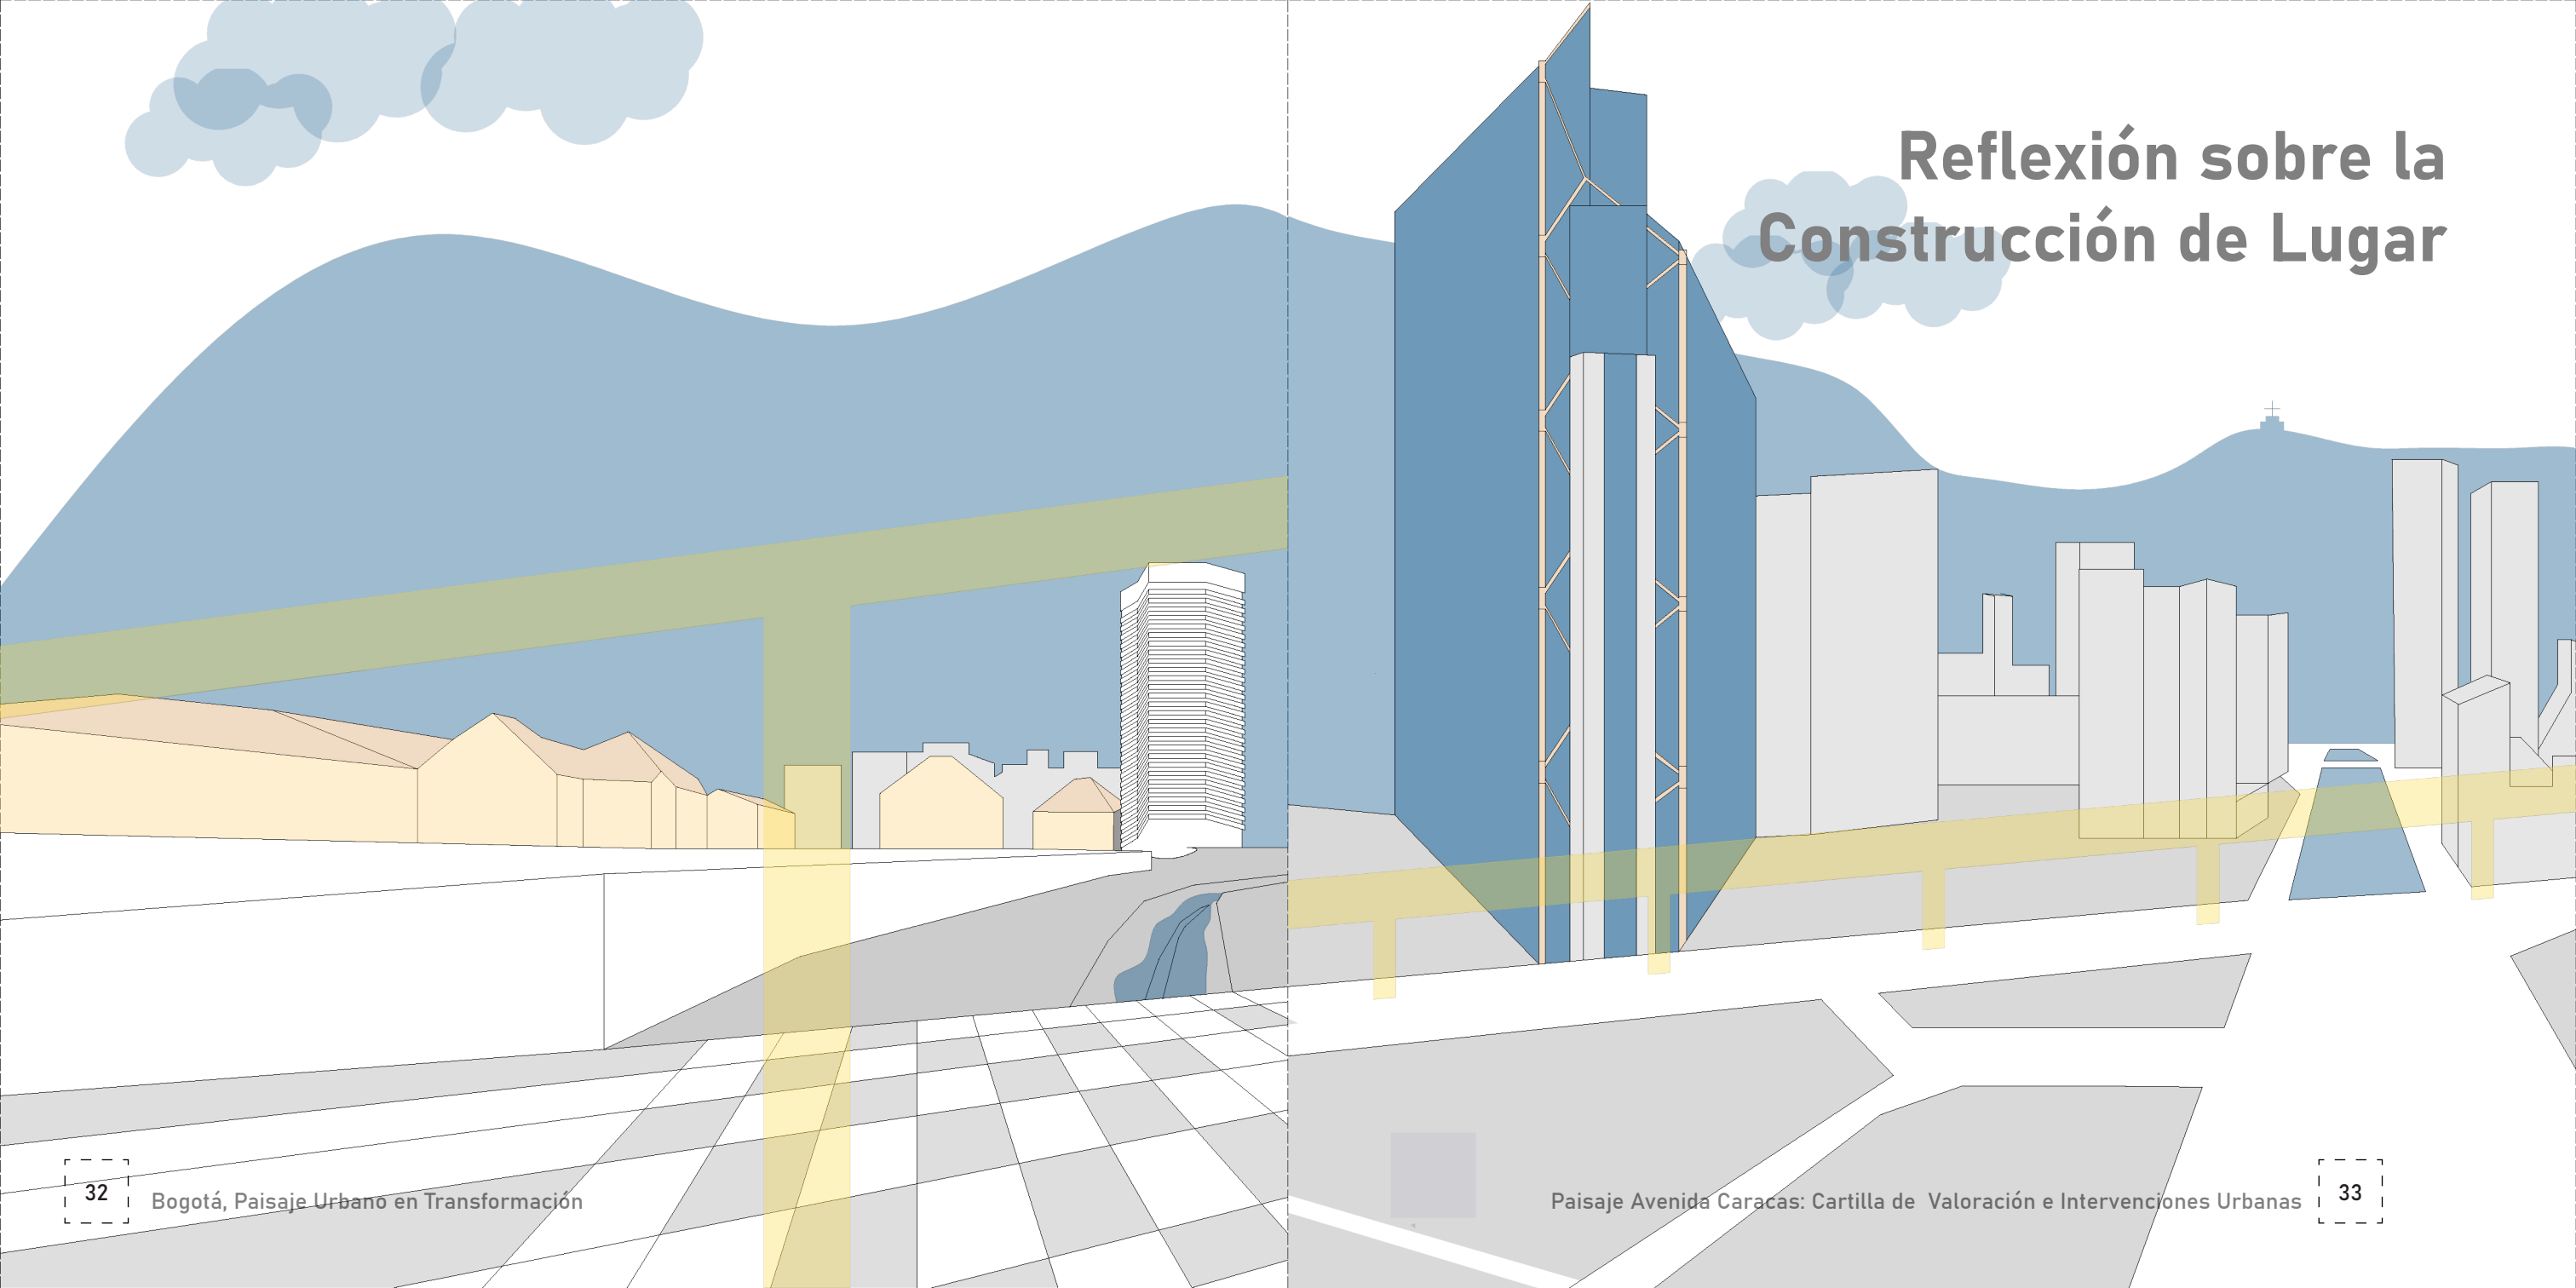 Reflexión sobre la
Construcción de Lugar
32
Bogotá, Paisaje Urbano en Transformación
Paisaje Avenida Caracas: Cartilla de Valoración e Intervenciones Urbanas
33